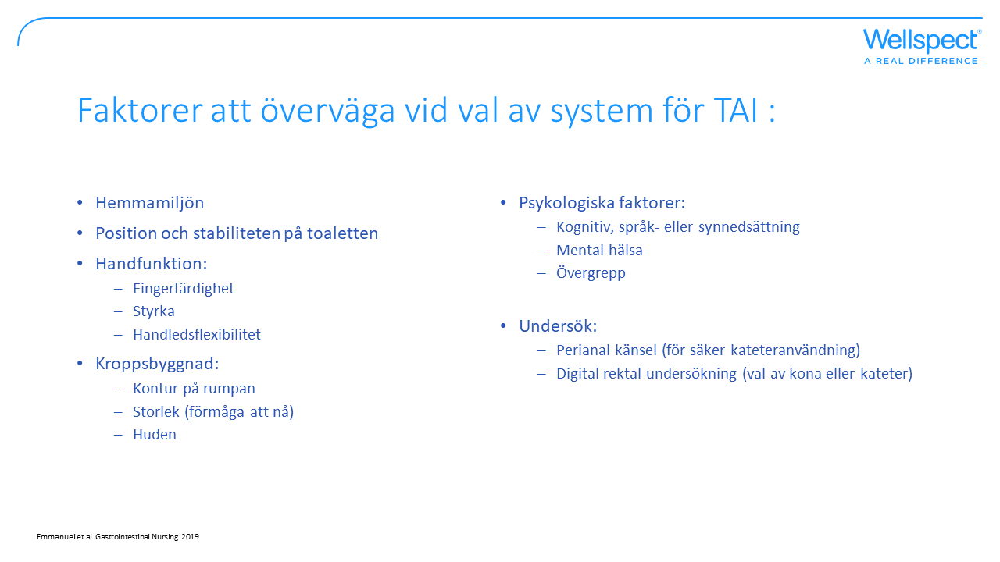 Wellspect®
A REAL DIFFERENCE
Faktorer att överväga vid val av system för TAI :
• Hemmamiljön
• Position och stabiliteten på toaletten
• Handfunktion:
– Fingerfärdighet
– Styrka
– Handledsflexibilitet
• Kroppsbyggnad:
– Kontur på rumpan
– Storlek (förmåga att nå)
– Huden
• Psykologiska faktorer:
– Kognitiv, språk- eller synnedsättning
– Mental hälsa
– Övergrepp
• Undersök:
– Perianal känsel (för säker kateteranvändning)
– Digital rektal undersökning (val av kona eller kateter)
Emmanuel et al. Gastrointestinal Nursing. 2019